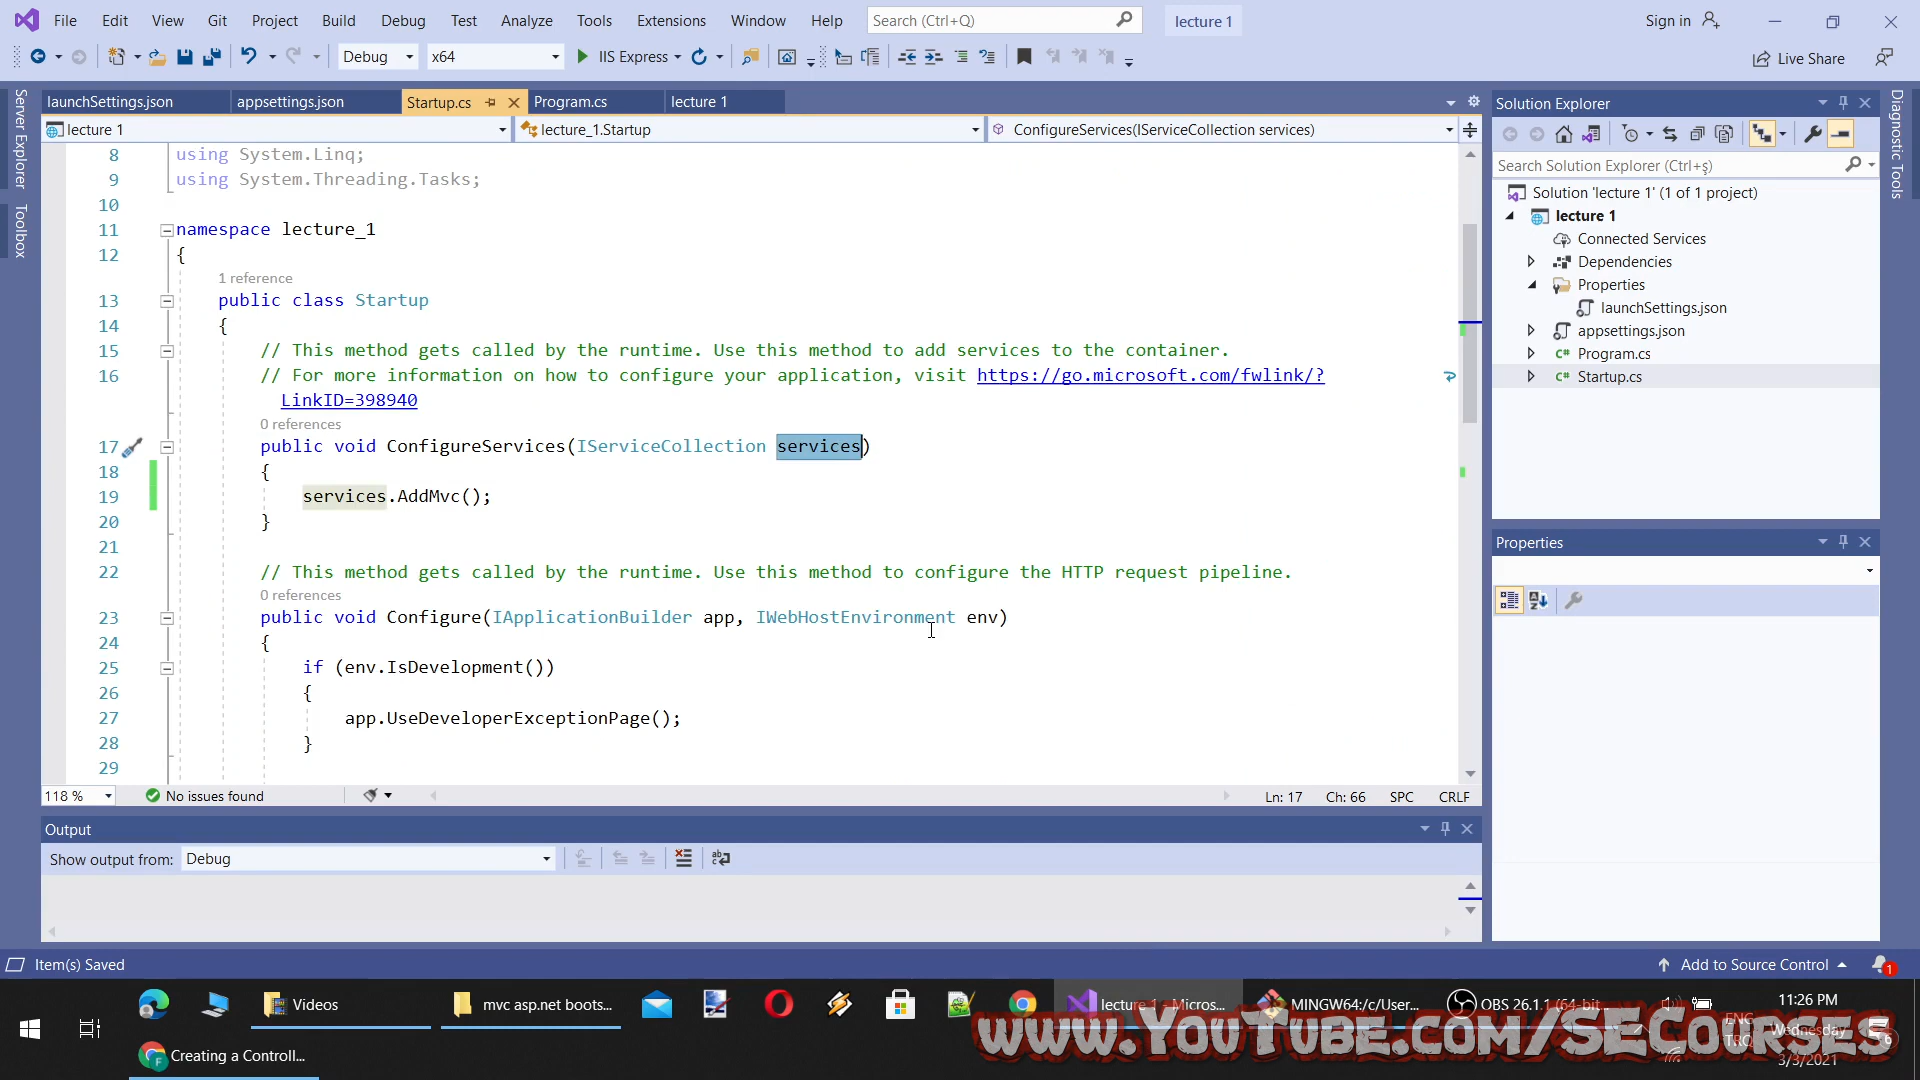 File Edit View Git Project Build Debug Test Analyze Tools Extensions Window Help Search (Ctrl+Q) lecture 1 Sign in
Debug x64 IIS Express Live Share
Server Explorer
Toolbox
launchSettings.json appsettings.json Startup.cs Program.cs lecture 1
lecture 1 lecture_1.Startup ConfigureServices(IServiceCollection services)
8 using System.Linq;
9 using System.Threading.Tasks;
10
11 namespace lecture_1
12 {
1 reference
13 public class Startup
14 {
15 // This method gets called by the runtime. Use this method to add services to the container.
16 // For more information on how to configure your application, visit https://go.microsoft.com/fwlink/?
LinkID=398940
0 references
17 public void ConfigureServices(IServiceCollection services)
18 {
19 services.AddMvc();
20 }
21
22 // This method gets called by the runtime. Use this method to configure the HTTP request pipeline.
0 references
23 public void Configure(IApplicationBuilder app, IWebHostEnvironment env)
24 {
25 if (env.IsDevelopment())
26 {
27 app.UseDeveloperExceptionPage();
28 }
29
118 % No issues found Ln: 17 Ch: 66 SPC CRLF
Output
Show output from: Debug
Solution Explorer
Search Solution Explorer (Ctrl+ş)
Solution 'lecture 1' (1 of 1 project)
lecture 1
Connected Services
Dependencies
Properties
launchSettings.json
appsettings.json
C# Program.cs
C# Startup.cs
Properties
Diagnostic Tools
Item(s) Saved Add to Source Control 1
Videos mvc asp.net boots... lecture 1 - Micros... MINGW64:/c/User... OBS 26.1.1 (64-bit... 11:26 PM
ENG Wednesday
TRQ 3/3/2021
Creating a Controll...
www.YouTube.com/SECourses